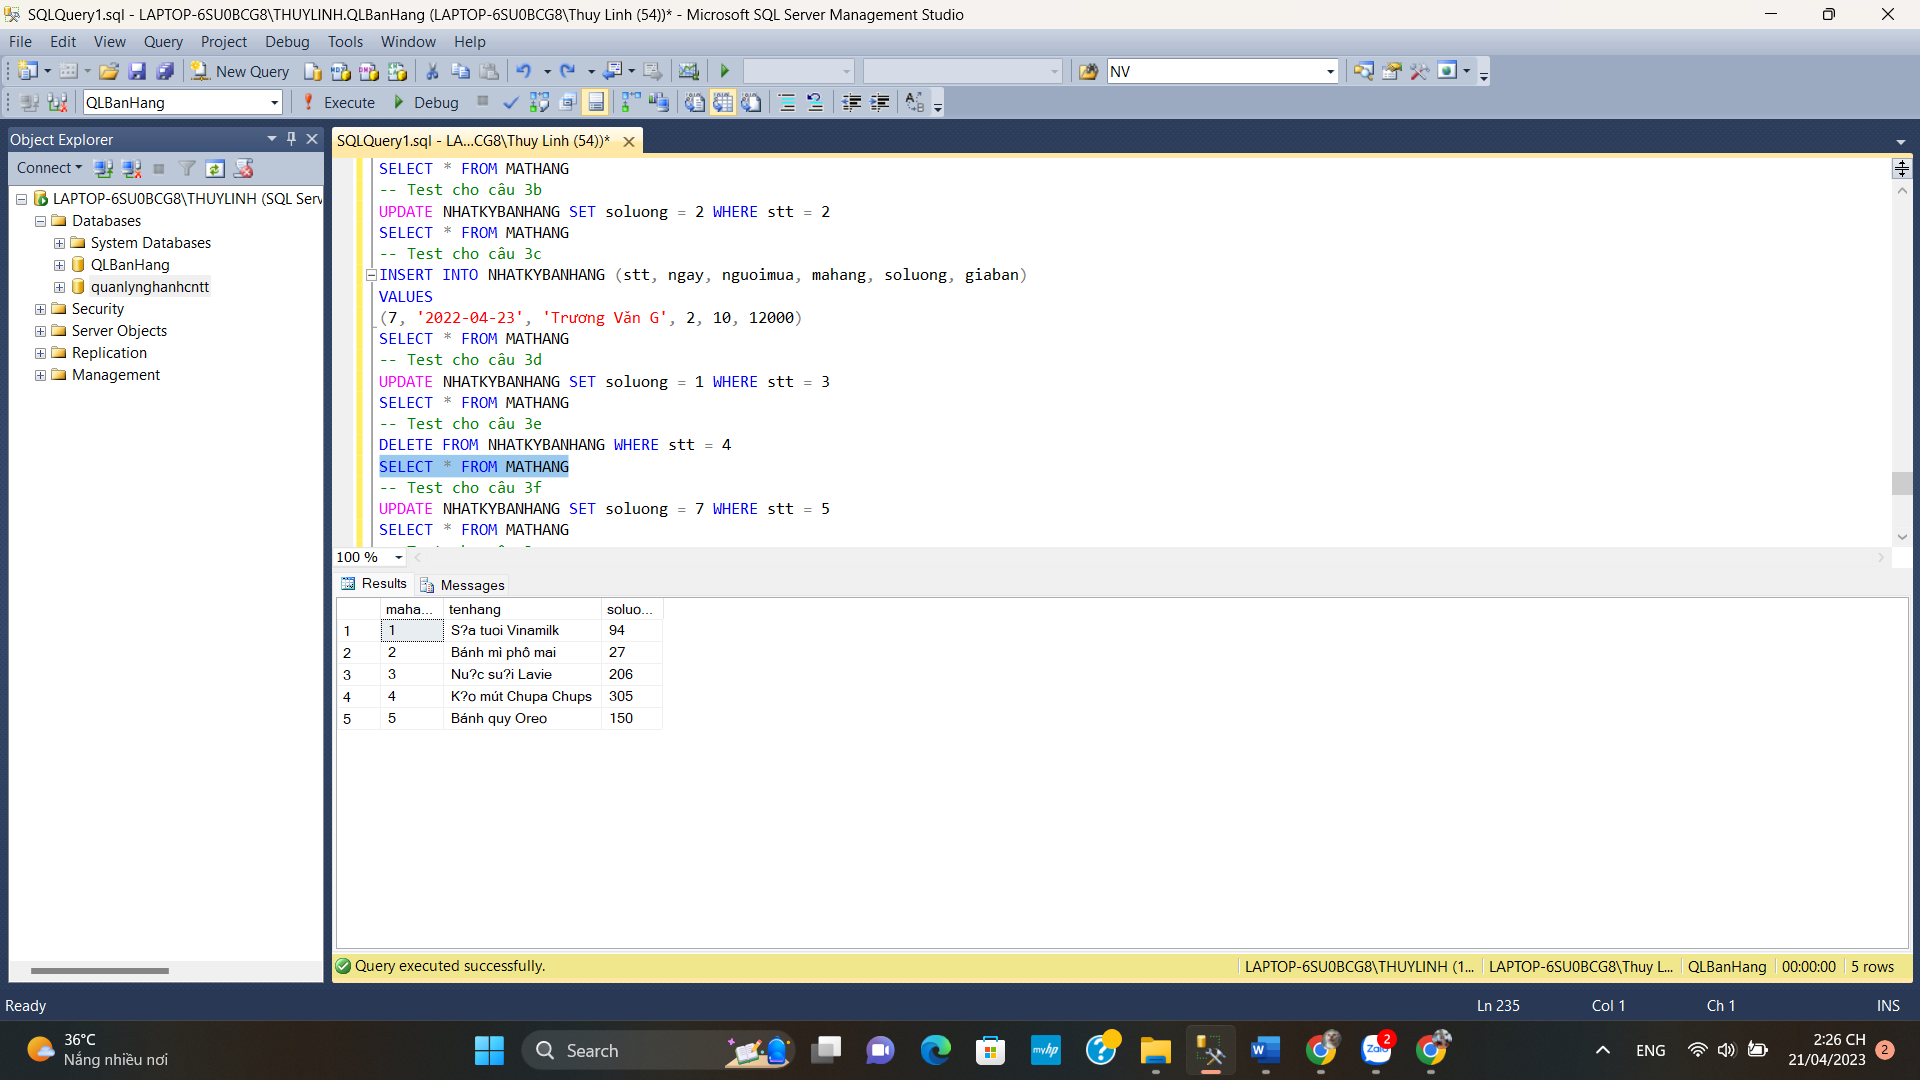 SQLQuery1.sql - LAPTOP-6SU0BCG8\THUYLINH.QLBanHang (LAPTOP-6SU0BCG8\Thuy Linh (54))* - Microsoft SQL Server Management Studio
File Edit View Query Project Debug Tools Window Help
New Query NV
QLBanHang Execute Debug
Object Explorer
Connect
LAPTOP-6SU0BCG8\THUYLINH (SQL Serv
Databases
System Databases
QLBanHang
quanlynghanhcntt
Security
Server Objects
Replication
Management
SQLQuery1.sql - LA...CG8\Thuy Linh (54))*
SELECT * FROM MATHANG
-- Test cho câu 3b
UPDATE NHATKYBANHANG SET soluong = 2 WHERE stt = 2
SELECT * FROM MATHANG
-- Test cho câu 3c
INSERT INTO NHATKYBANHANG (stt, ngay, nguoimua, mahang, soluong, giaban)
VALUES
(7, '2022-04-23', 'Trương Văn G', 2, 10, 12000)
SELECT * FROM MATHANG
-- Test cho câu 3d
UPDATE NHATKYBANHANG SET soluong = 1 WHERE stt = 3
SELECT * FROM MATHANG
-- Test cho câu 3e
DELETE FROM NHATKYBANHANG WHERE stt = 4
SELECT * FROM MATHANG
-- Test cho câu 3f
UPDATE NHATKYBANHANG SET soluong = 7 WHERE stt = 5
SELECT * FROM MATHANG
100 %
Results Messages
maha... tenhang soluo...
1 1 S?a tuoi Vinamilk 94
2 2 Bánh mì phô mai 27
3 3 Nu?c su?i Lavie 206
4 4 K?o mút Chupa Chups 305
5 5 Bánh quy Oreo 150
Query executed successfully. LAPTOP-6SU0BCG8\THUYLINH (1... LAPTOP-6SU0BCG8\Thuy L... QLBanHang 00:00:00 5 rows
Ready Ln 235 Col 1 Ch 1 INS
36°C
Nắng nhiều nơi
Search
myhp
Zalo
2
ENG
2:26 CH
21/04/2023
2